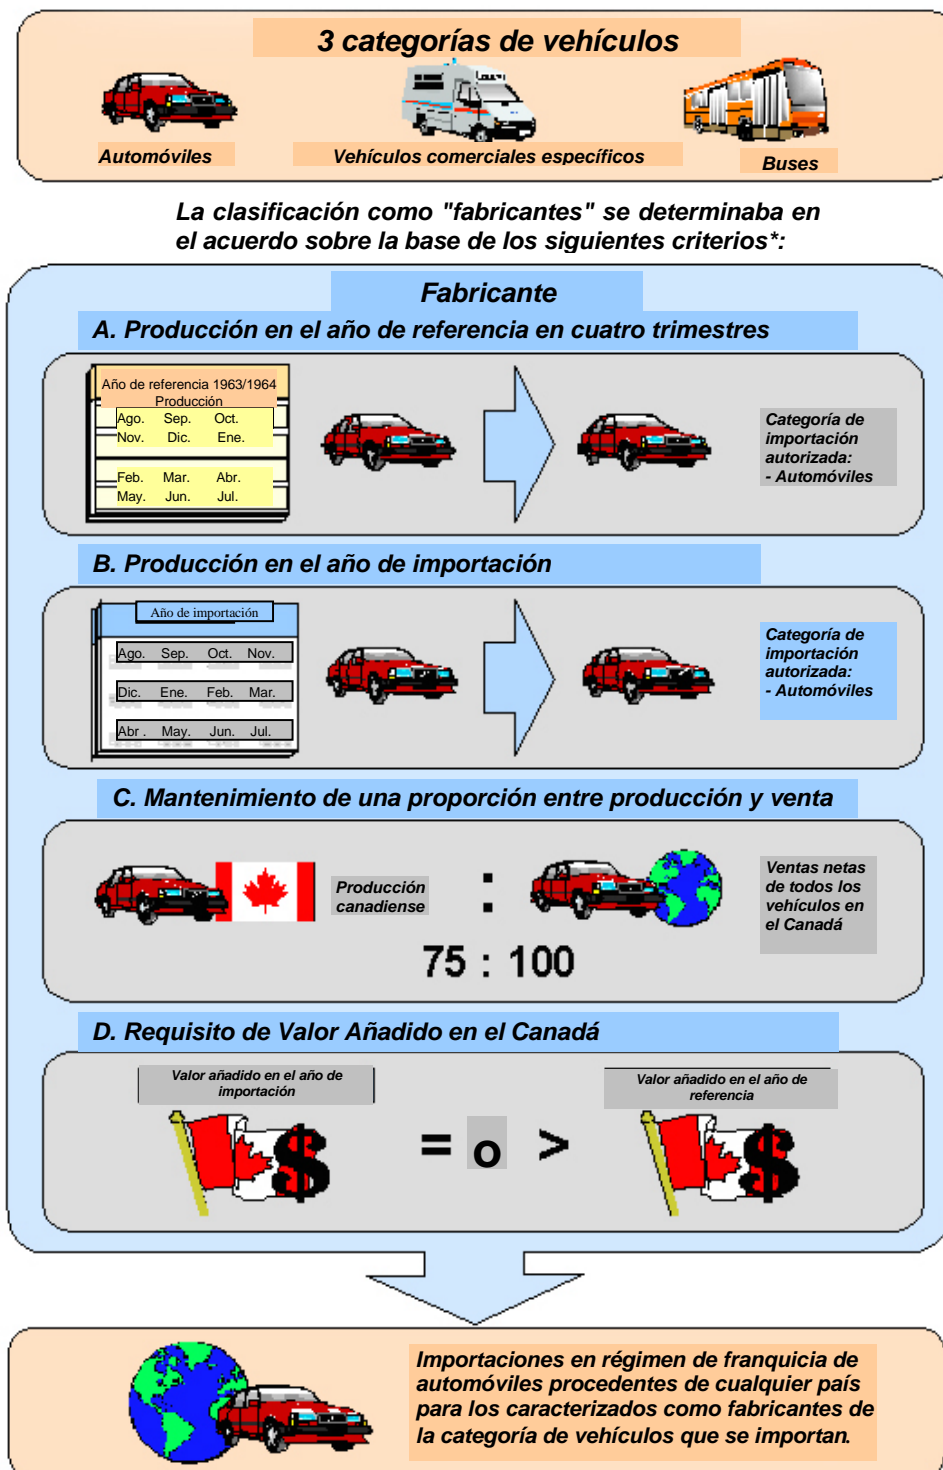 3 categorías de vehículos
Automóviles
Vehículos comerciales específicos
Buses
La clasificación como "fabricantes" se determinaba en
el acuerdo sobre la base de los siguientes criterios*:
Fabricante
A. Producción en el año de referencia en cuatro trimestres
Año de referencia 1963/1964
Producción
Ago. Sep. Oct.
Nov. Dic. Ene.
Feb. Mar. Abr.
May. Jun. Jul.
Categoría de
importación
autorizada:
- Automóviles
B. Producción en el año de importación
Año de importación
Ago. Sep. Oct. Nov.
Dic. Ene. Feb. Mar.
Abr . May. Jun. Jul.
Categoría de
importación
autorizada:
- Automóviles
C. Mantenimiento de una proporción entre producción y venta
Producción
canadiense
:
Ventas netas
de todos los
vehículos en
el Canadá
75 : 100
D. Requisito de Valor Añadido en el Canadá
Valor añadido en el año de
importación
Valor añadido en el año de
referencia
$ = o > $
Importaciones en régimen de franquicia de
automóviles procedentes de cualquier país
para los caracterizados como fabricantes de
la categoría de vehículos que se importan.